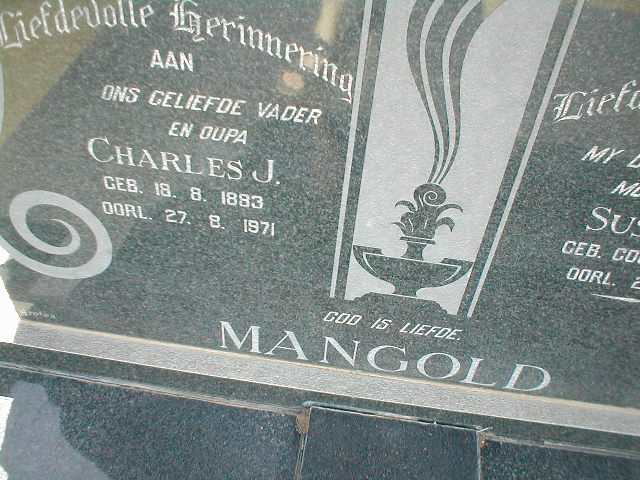 Liefdevolle Herinnering
AAN
ONS GELIEFDE VADER
EN OUPA
CHARLES J.
GEB. 18. 8. 1883
OORL. 27. 8. 1971
GOD IS LIEFDE.
MANGOLD
MY
GEB.
OORL.